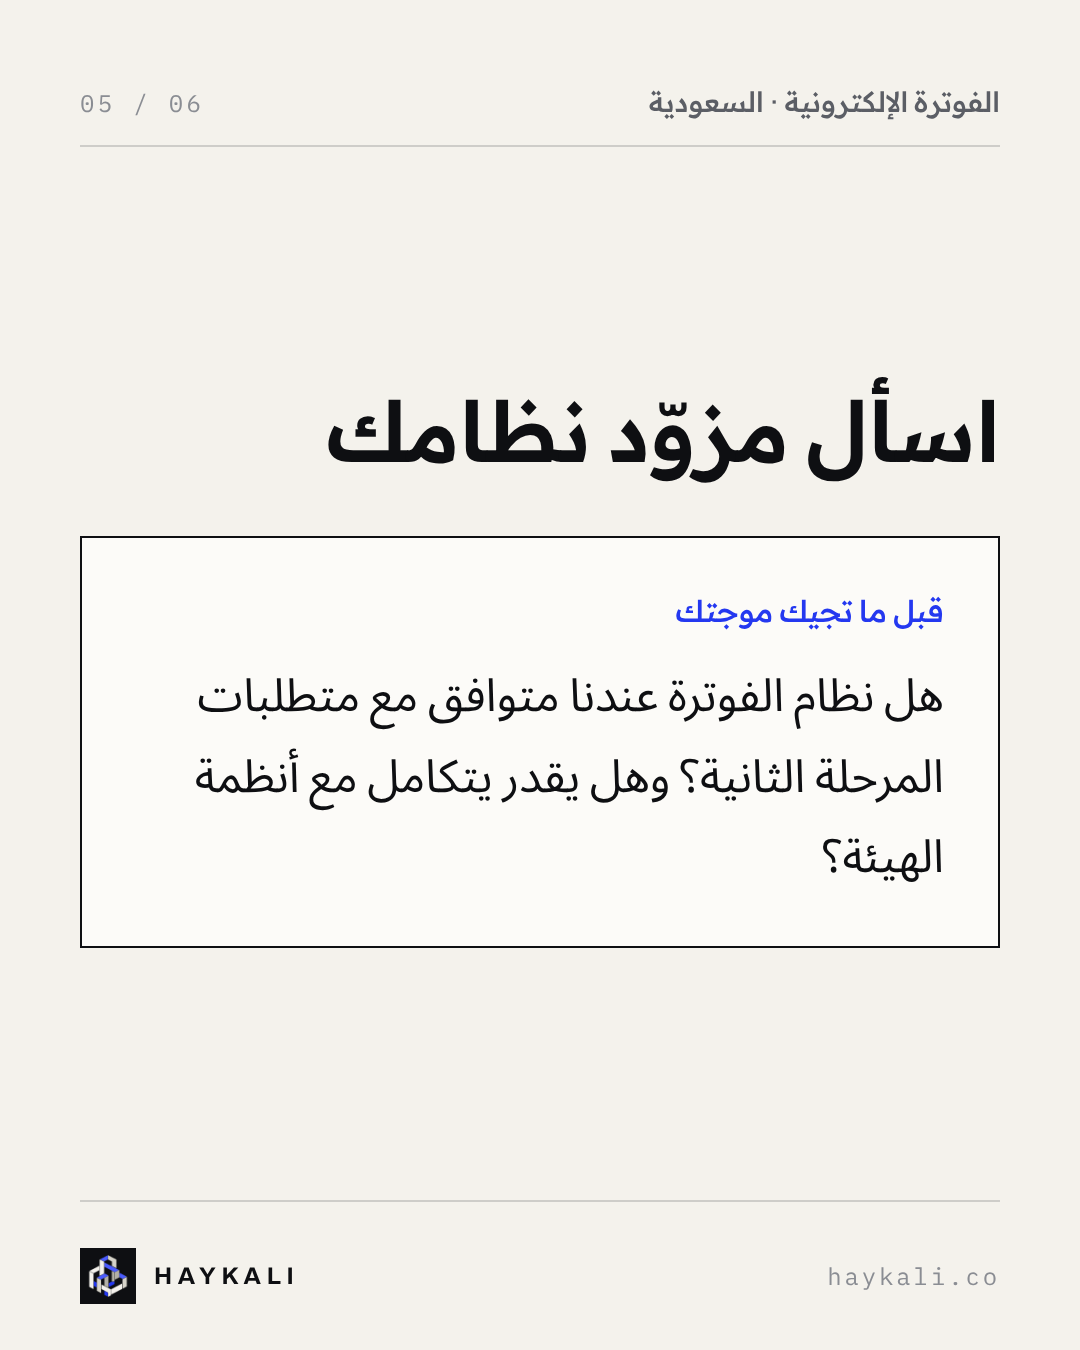 الفوترة الإلكترونية · السعودية
05 / 06
اسأل مزوّد نظامك
قبل ما تجيك موجتك
هل نظام الفوترة عندنا متوافق مع متطلبات
المرحلة الثانية؟ وهل يقدر يتكامل مع أنظمة
الهيئة؟
HAYKALI
haykali.co